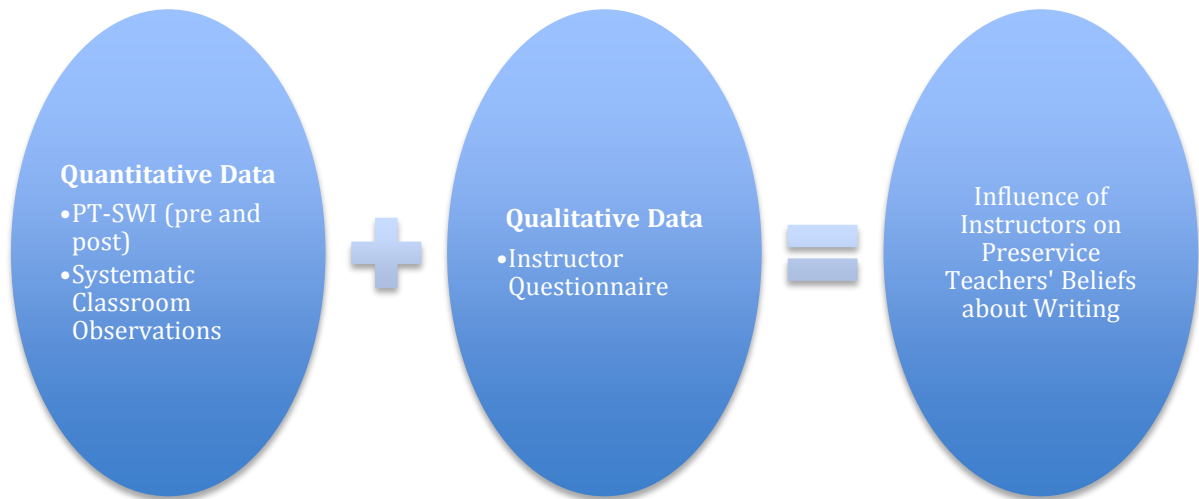 Quantitative Data
•PT-SWI (pre and
post)
•Systematic
Classroom
Observations
Qualitative Data
•Instructor
Questionnaire
Influence of
Instructors on
Preservice
Teachers' Beliefs
about Writing